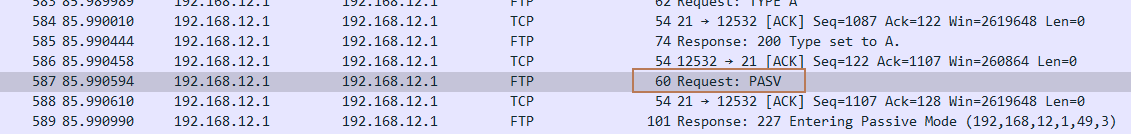 583 85.989989 192.168.12.1 192.168.12.1 FTP 62 Request: TYPE A
584 85.990010 192.168.12.1 192.168.12.1 TCP 54 21 → 12532 [ACK] Seq=1087 Ack=122 Win=2619648 Len=0
585 85.990444 192.168.12.1 192.168.12.1 FTP 74 Response: 200 Type set to A.
586 85.990458 192.168.12.1 192.168.12.1 TCP 54 12532 → 21 [ACK] Seq=122 Ack=1107 Win=260864 Len=0
587 85.990594 192.168.12.1 192.168.12.1 FTP 60 Request: PASV
588 85.990610 192.168.12.1 192.168.12.1 TCP 54 21 → 12532 [ACK] Seq=1107 Ack=128 Win=2619648 Len=0
589 85.990990 192.168.12.1 192.168.12.1 FTP 101 Response: 227 Entering Passive Mode (192,168,12,1,49,3)